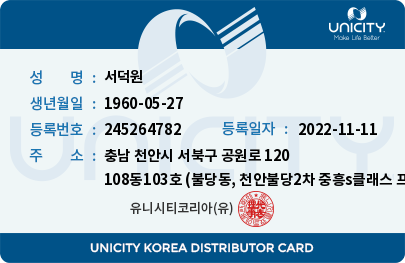 UNICITY
Make Life Better
성 명 : 서덕원
생년월일 : 1960-05-27
등록번호 : 245264782 등록일자 : 2022-11-11
주 소 : 충남 천안시 서북구 공원로 120
108동103호 (불당동, 천안불당2차 중흥s클래스 프
유니시티코리아(유)
UNICITY
UNICITY KOREA DISTRIBUTOR CARD